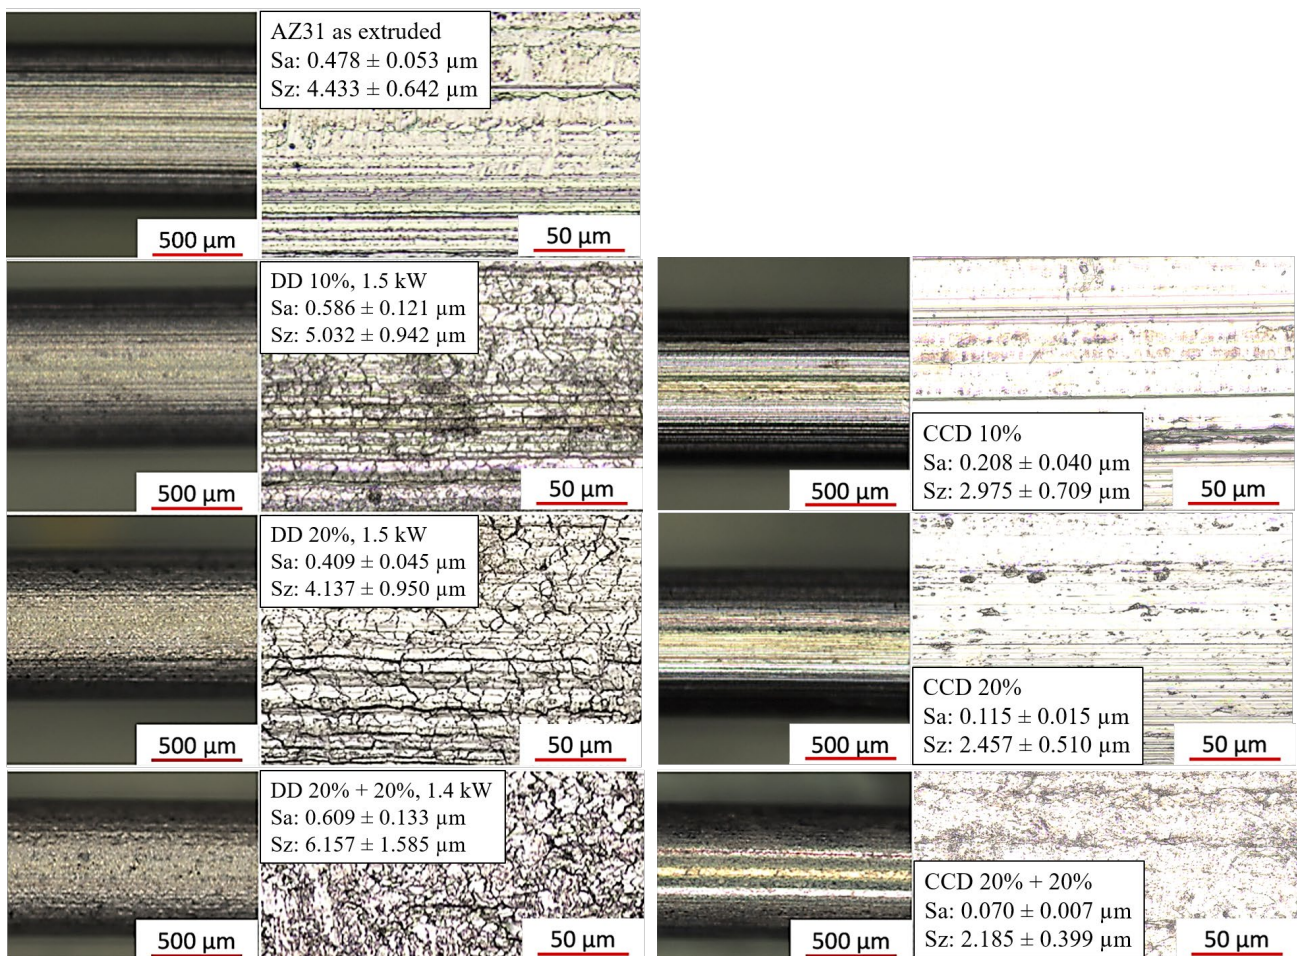 AZ31 as extruded
Sa: 0.478 ± 0.053 µm
Sz: 4.433 ± 0.642 µm
500 µm
50 µm
DD 10%, 1.5 kW
Sa: 0.586 ± 0.121 µm
Sz: 5.032 ± 0.942 µm
500 µm
50 µm
CCD 10%
Sa: 0.208 ± 0.040 µm
Sz: 2.975 ± 0.709 µm
500 µm
50 µm
DD 20%, 1.5 kW
Sa: 0.409 ± 0.045 µm
Sz: 4.137 ± 0.950 µm
500 µm
50 µm
CCD 20%
Sa: 0.115 ± 0.015 µm
Sz: 2.457 ± 0.510 µm
500 µm
50 µm
DD 20% + 20%, 1.4 kW
Sa: 0.609 ± 0.133 µm
Sz: 6.157 ± 1.585 µm
500 µm
50 µm
CCD 20% + 20%
Sa: 0.070 ± 0.007 µm
Sz: 2.185 ± 0.399 µm
500 µm
50 µm